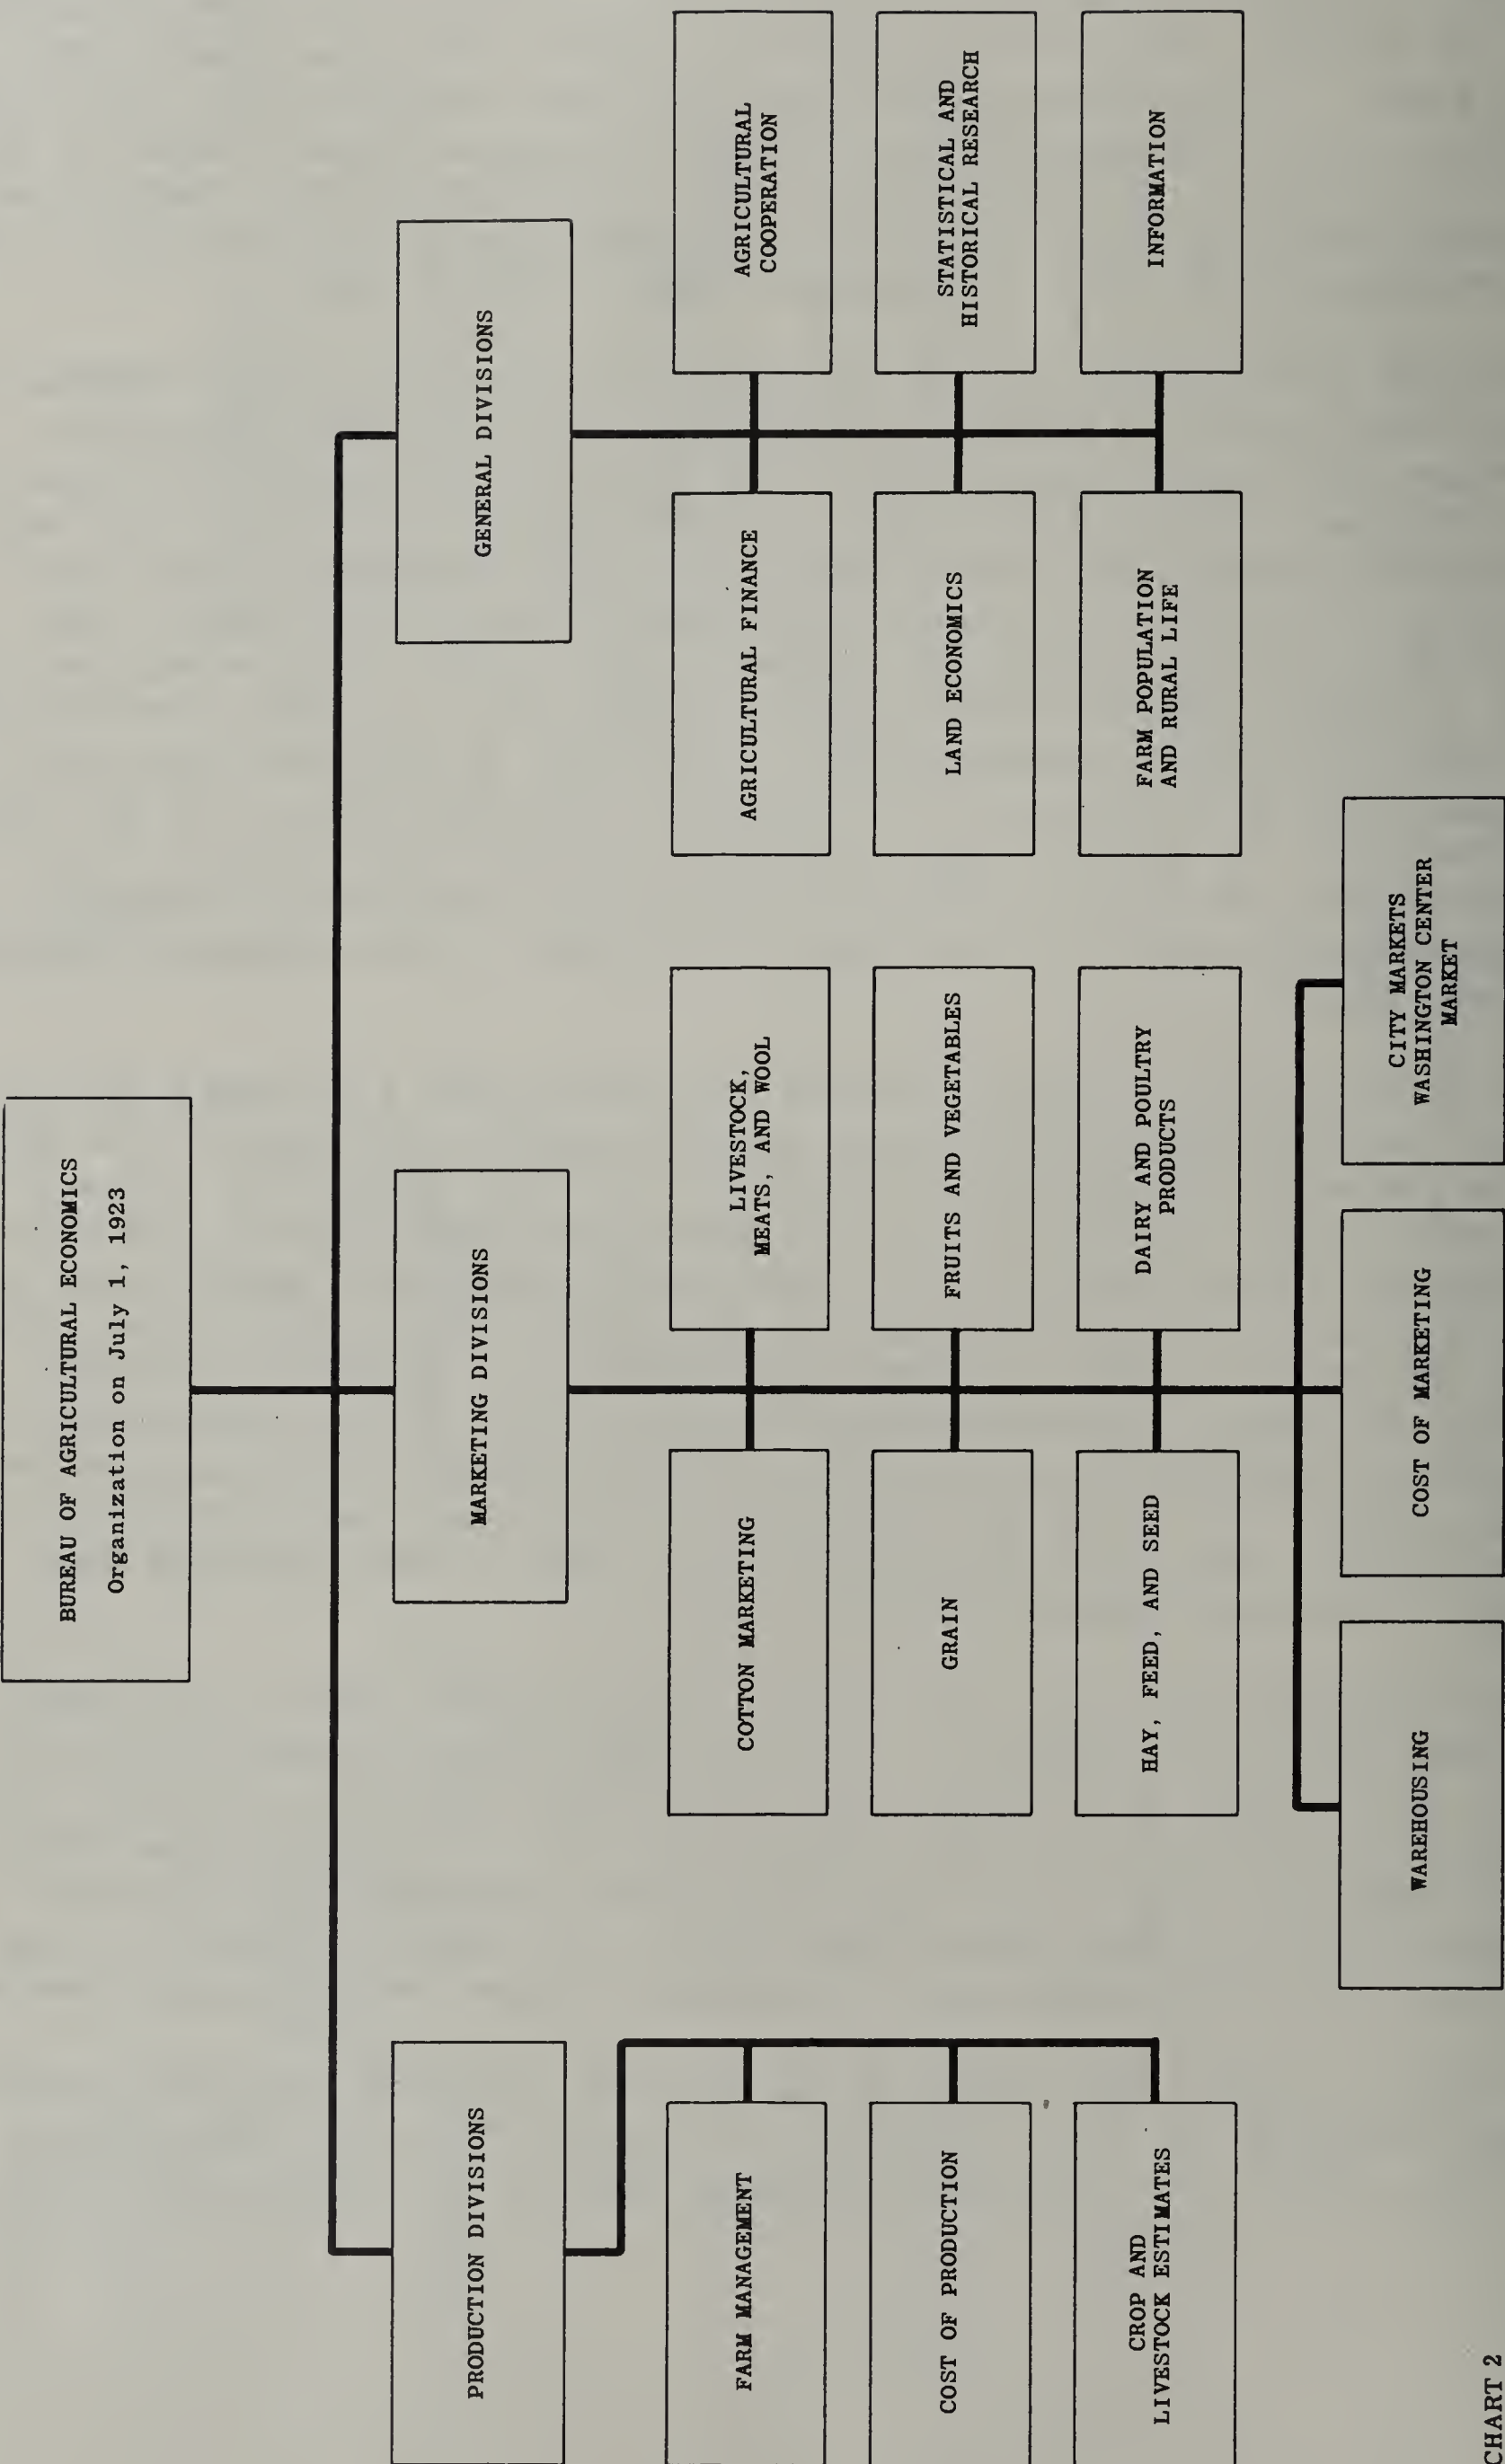 BUREAU OF AGRICULTURAL ECONOMICS
Organization on July 1, 1923
PRODUCTION DIVISIONS
MARKETING DIVISIONS
GENERAL DIVISIONS
FARM MANAGEMENT
COST OF PRODUCTION
CROP AND
LIVESTOCK ESTIMATES
COTTON MARKETING
LIVESTOCK,
MEATS, AND WOOL
GRAIN
FRUITS AND VEGETABLES
HAY, FEED, AND SEED
DAIRY AND POULTRY
PRODUCTS
WAREHOUSING
COST OF MARKETING
CITY MARKETS
WASHINGTON CENTER
MARKET
AGRICULTURAL FINANCE
AGRICULTURAL
COOPERATION
LAND ECONOMICS
STATISTICAL AND
HISTORICAL RESEARCH
FARM POPULATION
AND RURAL LIFE
INFORMATION
CHART 2